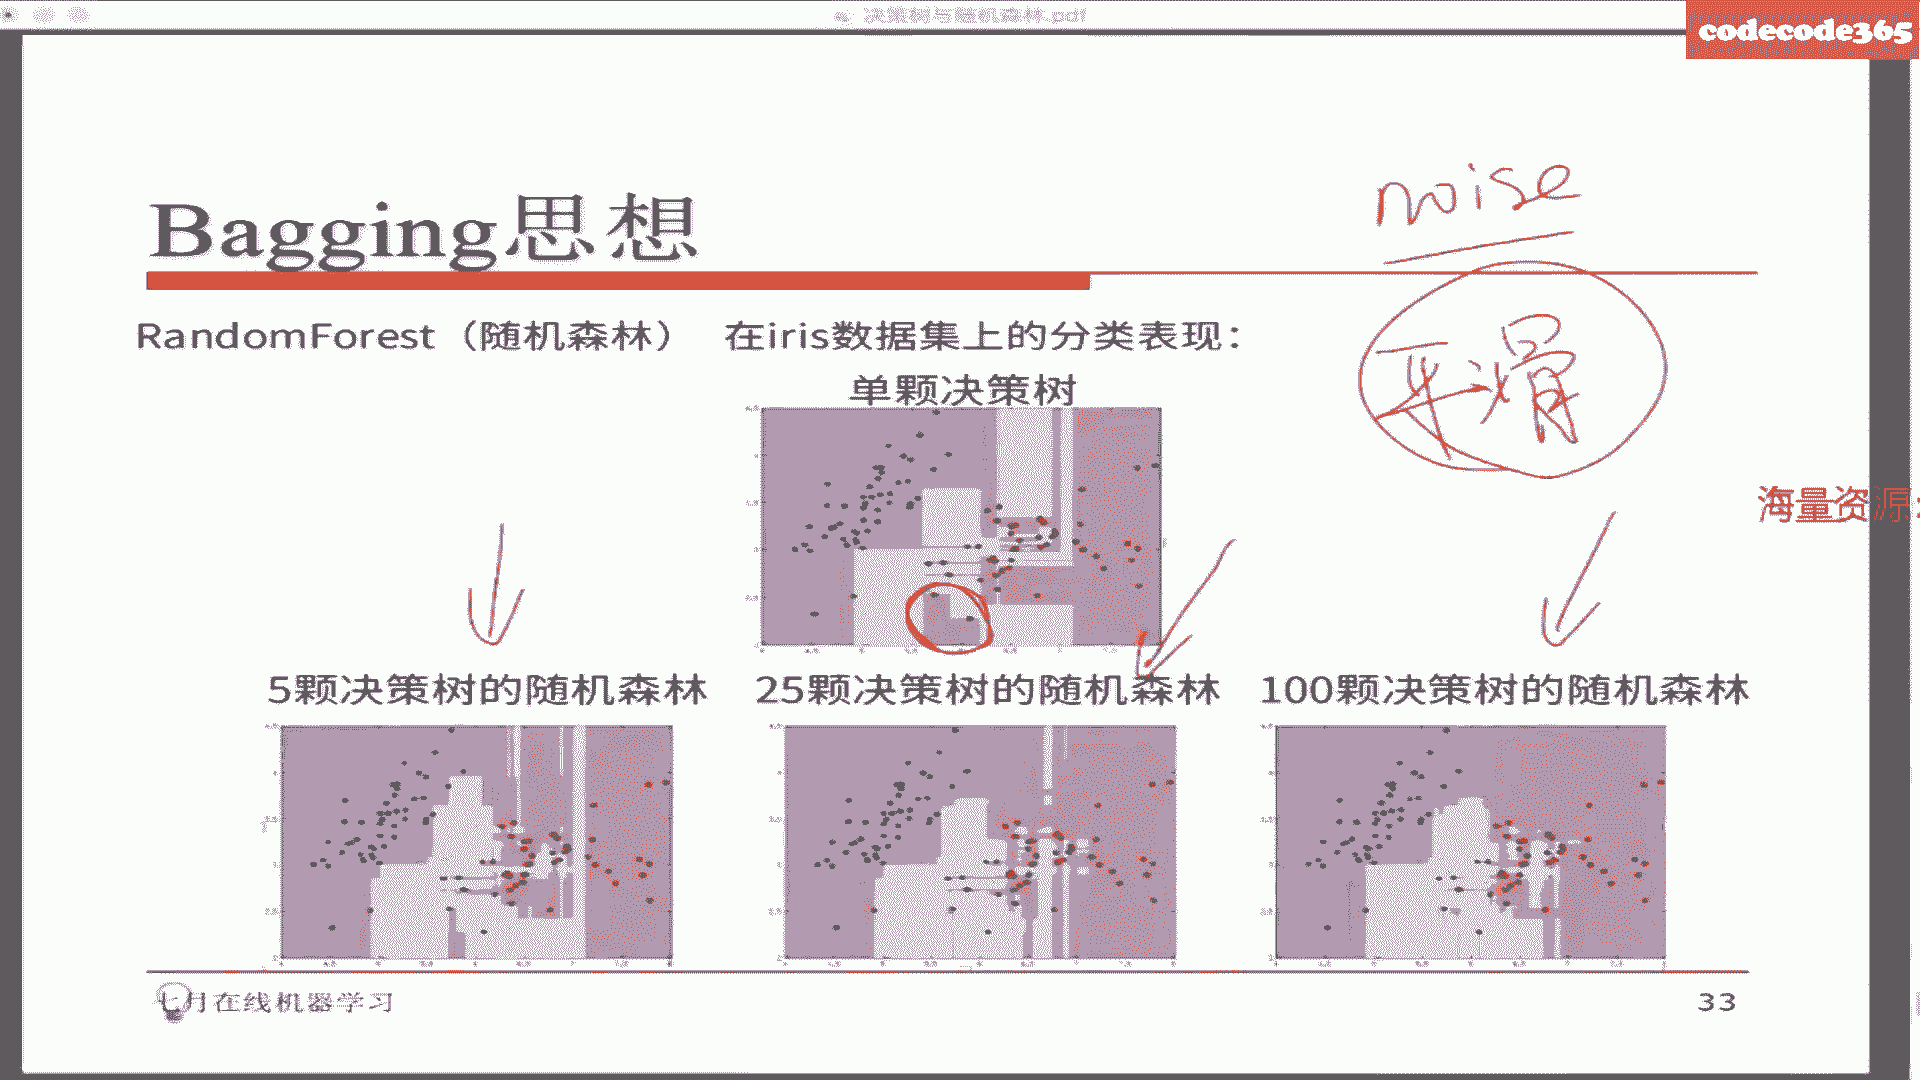 决策树与随机森林.pdf
codecode365
noise
Bagging思想
平滑
RandomForest（随机森林） 在iris数据集上的分类表现：
单颗决策树
海量资源：
5颗决策树的随机森林 25颗决策树的随机森林 100颗决策树的随机森林
七月在线机器学习
33